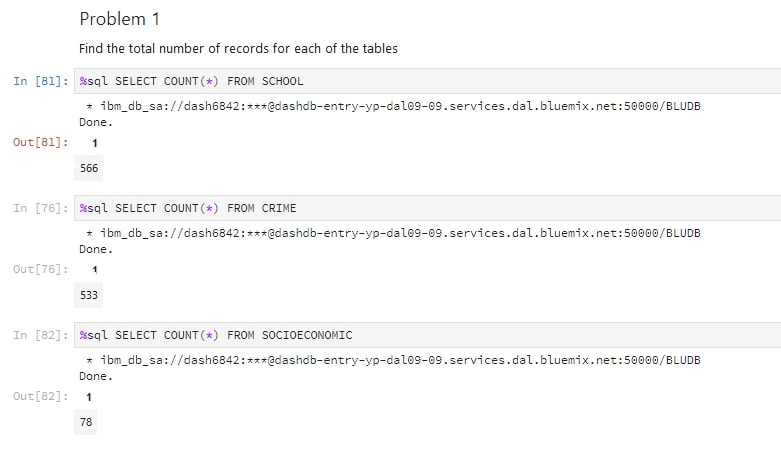 Problem 1
Find the total number of records for each of the tables
In [81]: %sql SELECT COUNT(*) FROM SCHOOL
* ibm_db_sa://dash6842:***@dashdb-entry-yp-dal09-09.services.dal.bluemix.net:50000/BLUDB
Done.
Out[81]: 1
566
In [76]: %sql SELECT COUNT(*) FROM CRIME
* ibm_db_sa://dash6842:***@dashdb-entry-yp-dal09-09.services.dal.bluemix.net:50000/BLUDB
Done.
Out[76]: 1
533
In [82]: %sql SELECT COUNT(*) FROM SOCIOECONOMIC
* ibm_db_sa://dash6842:***@dashdb-entry-yp-dal09-09.services.dal.bluemix.net:50000/BLUDB
Done.
Out[82]: 1
78